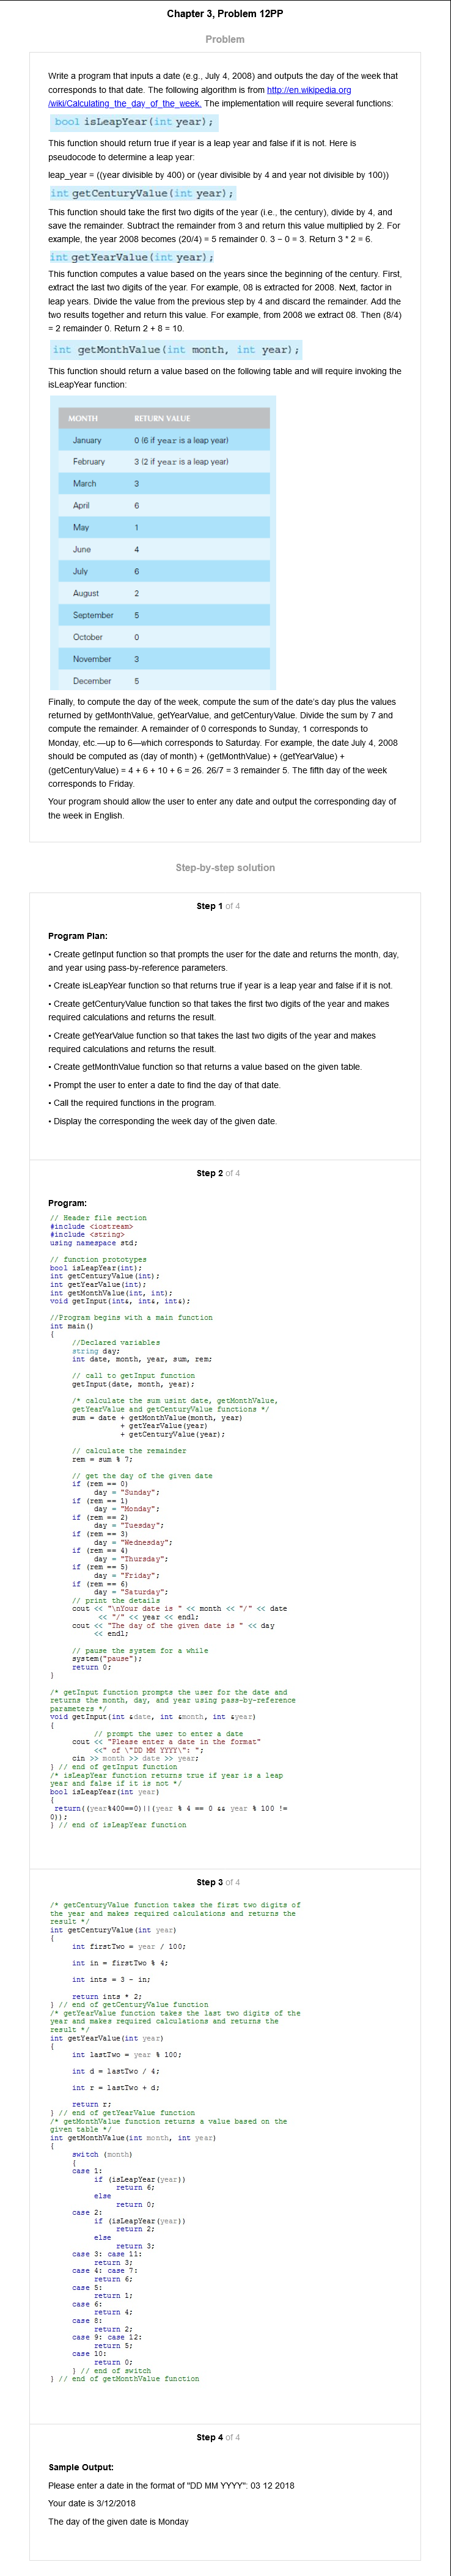 Chapter 3, Problem 12PP
Problem
Write a program that inputs a date (e.g., July 4, 2008) and outputs the day of the week that
corresponds to that date. The following algorithm is from http://en.wikipedia.org
/wiki/Calculating_the_day_of_the_week. The implementation will require several functions:
bool isLeapYear(int year);
This function should return true if year is a leap year and false if it is not. Here is
pseudocode to determine a leap year:
leap_year = ((year divisible by 400) or (year divisible by 4 and year not divisible by 100))
int getCenturyValue(int year);
This function should take the first two digits of the year (i.e., the century), divide by 4, and
save the remainder. Subtract the remainder from 3 and return this value multiplied by 2. For
example, the year 2008 becomes (20/4) = 5 remainder 0. 3 − 0 = 3. Return 3 * 2 = 6.
int getYearValue(int year);
This function computes a value based on the years since the beginning of the century. First,
extract the last two digits of the year. For example, 08 is extracted for 2008. Next, factor in
leap years. Divide the value from the previous step by 4 and discard the remainder. Add the
two results together and return this value. For example, from 2008 we extract 08. Then (8/4)
= 2 remainder 0. Return 2 + 8 = 10.
int getMonthValue(int month, int year);
This function should return a value based on the following table and will require invoking the
isLeapYear function:
MONTH RETURN VALUE
January 0 (6 if year is a leap year)
February 3 (2 if year is a leap year)
March 3
April 6
May 1
June 4
July 6
August 2
September 5
October 0
November 3
December 5
Finally, to compute the day of the week, compute the sum of the date's day plus the values
returned by getMonthValue, getYearValue, and getCenturyValue. Divide the sum by 7 and
compute the remainder. A remainder of 0 corresponds to Sunday, 1 corresponds to
Monday, etc.—up to 6—which corresponds to Saturday. For example, the date July 4, 2008
should be computed as (day of month) + (getMonthValue) + (getYearValue) +
(getCenturyValue) = 4 + 6 + 10 + 6 = 26. 26/7 = 3 remainder 5. The fifth day of the week
corresponds to Friday.
Your program should allow the user to enter any date and output the corresponding day of
the week in English.
Step-by-step solution
Step 1 of 4
Program Plan:
• Create getInput function so that prompts the user for the date and returns the month, day,
and year using pass-by-reference parameters.
• Create isLeapYear function so that returns true if year is a leap year and false if it is not.
• Create getCenturyValue function so that takes the first two digits of the year and makes
required calculations and returns the result.
• Create getYearValue function so that takes the last two digits of the year and makes
required calculations and returns the result.
• Create getMonthValue function so that returns a value based on the given table.
• Prompt the user to enter a date to find the day of that date.
• Call the required functions in the program.
• Display the corresponding the week day of the given date.
Step 2 of 4
Program:
// Header file section
#include <iostream>
#include <string>
using namespace std;
// function prototypes
bool isLeapYear(int);
int getCenturyValue(int);
int getYearValue(int);
int getMonthValue(int, int);
void getInput(int&, int&, int&);
//Program begins with a main function
int main()
{
//Declared variables
string day;
int date, month, year, sum, rem;
// call to getInput function
getInput(date, month, year);
/* calculate the sum usint date, getMonthValue,
getYearValue and getCenturyValue functions */
sum = date + getMonthValue(month, year)
+ getYearValue(year)
+ getCenturyValue(year);
// calculate the remainder
rem = sum % 7;
// get the day of the given date
if (rem == 0)
day = "Sunday";
if (rem == 1)
day = "Monday";
if (rem == 2)
day = "Tuesday";
if (rem == 3)
day = "Wednesday";
if (rem == 4)
day = "Thursday";
if (rem == 5)
day = "Friday";
if (rem == 6)
day = "Saturday";
// print the details
cout << "\nYour date is " << month << "/" << date
<< "/" << year << endl;
cout << "The day of the given date is " << day
<< endl;
// pause the system for a while
system("pause");
return 0;
}
/* getInput function prompts the user for the date and
returns the month, day, and year using pass-by-reference
parameters */
void getInput(int &date, int &month, int &year)
{
// prompt the user to enter a date
cout << "Please enter a date in the format"
<<" of \"DD MM YYYY\": ";
cin >> month >> date >> year;
} // end of getInput function
/* isLeapYear function returns true if year is a leap
year and false if it is not */
bool isLeapYear(int year)
{
return((year%400==0)||(year % 4 == 0 && year % 100 !=
0));
} // end of isLeapYear function
Step 3 of 4
/* getCenturyValue function takes the first two digits of
the year and makes required calculations and returns the
result */
int getCenturyValue(int year)
{
int firstTwo = year / 100;
int in = firstTwo % 4;
int ints = 3 - in;
return ints * 2;
} // end of getCenturyValue function
/* getYearValue function takes the last two digits of the
year and makes required calculations and returns the
result */
int getYearValue(int year)
{
int lastTwo = year % 100;
int d = lastTwo / 4;
int r = lastTwo + d;
return r;
} // end of getYearValue function
/* getMonthValue function returns a value based on the
given table */
int getMonthValue(int month, int year)
{
switch (month)
{
case 1:
if (isLeapYear(year))
return 6;
else
return 0;
case 2:
if (isLeapYear(year))
return 2;
else
return 3;
case 3: case 11:
return 3;
case 4: case 7:
return 6;
case 5:
return 1;
case 6:
return 4;
case 8:
return 2;
case 9: case 12:
return 5;
case 10:
return 0;
} // end of switch
} // end of getMonthValue function
Step 4 of 4
Sample Output:
Please enter a date in the format of "DD MM YYYY": 03 12 2018
Your date is 3/12/2018
The day of the given date is Monday